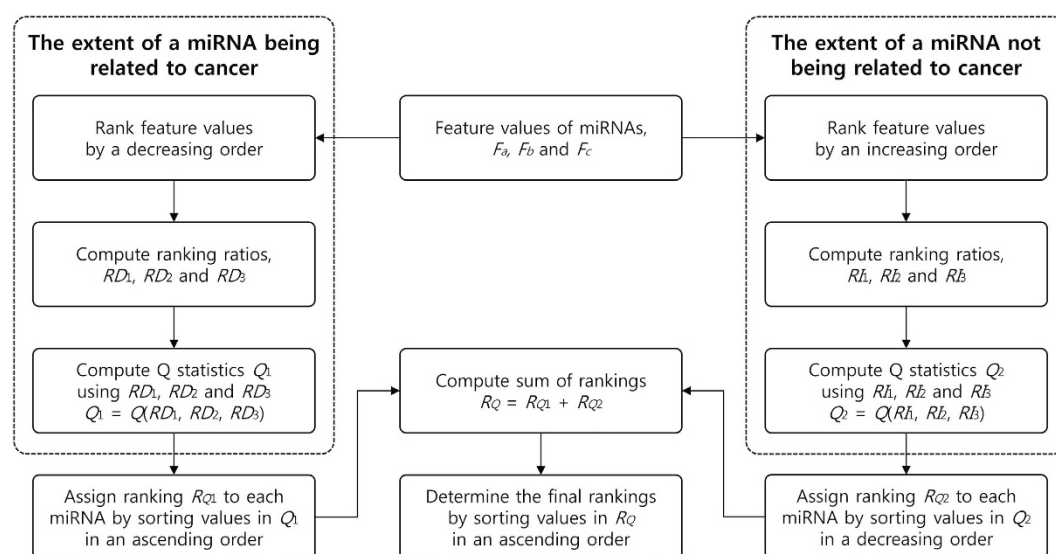 The extent of a miRNA being
related to cancer
Rank feature values
by a decreasing order
Compute ranking ratios,
RD1, RD2 and RD3
Compute Q statistics Q1
using RD1, RD2 and RD3
Q1 = Q(RD1, RD2, RD3)
Assign ranking RQ1 to each
miRNA by sorting values in Q1
in an ascending order
Feature values of miRNAs,
Fa, Fb and Fc
Compute sum of rankings
RQ = RQ1 + RQ2
Determine the final rankings
by sorting values in RQ
in an ascending order
The extent of a miRNA not
being related to cancer
Rank feature values
by an increasing order
Compute ranking ratios,
RI1, RI2 and RI3
Compute Q statistics Q2
using RI1, RI2 and RI3
Q2 = Q(RI1, RI2, RI3)
Assign ranking RQ2 to each
miRNA by sorting values in Q2
in a decreasing order